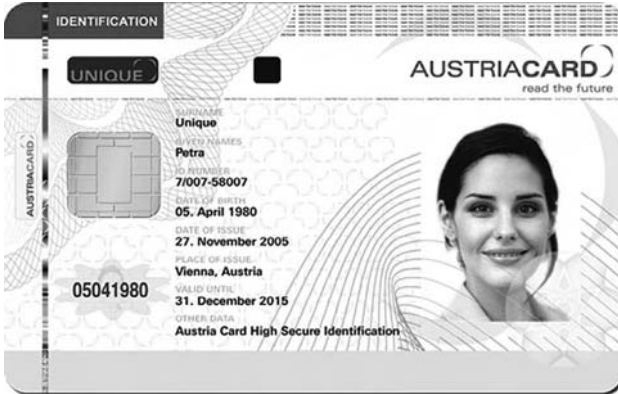 IDENTIFICATION
UNIQUE
AUSTRIACARD
read the future
AUSTRIACARD
SURNAME
Unique
GIVEN NAMES
Petra
ID NUMBER
7/007-58007
DATE OF BIRTH
05. April 1980
DATE OF ISSUE
27. November 2005
PLACE OF ISSUE
Vienna, Austria
05041980
VALID UNTIL
31. December 2015
OTHER DATA
Austria Card High Secure Identification